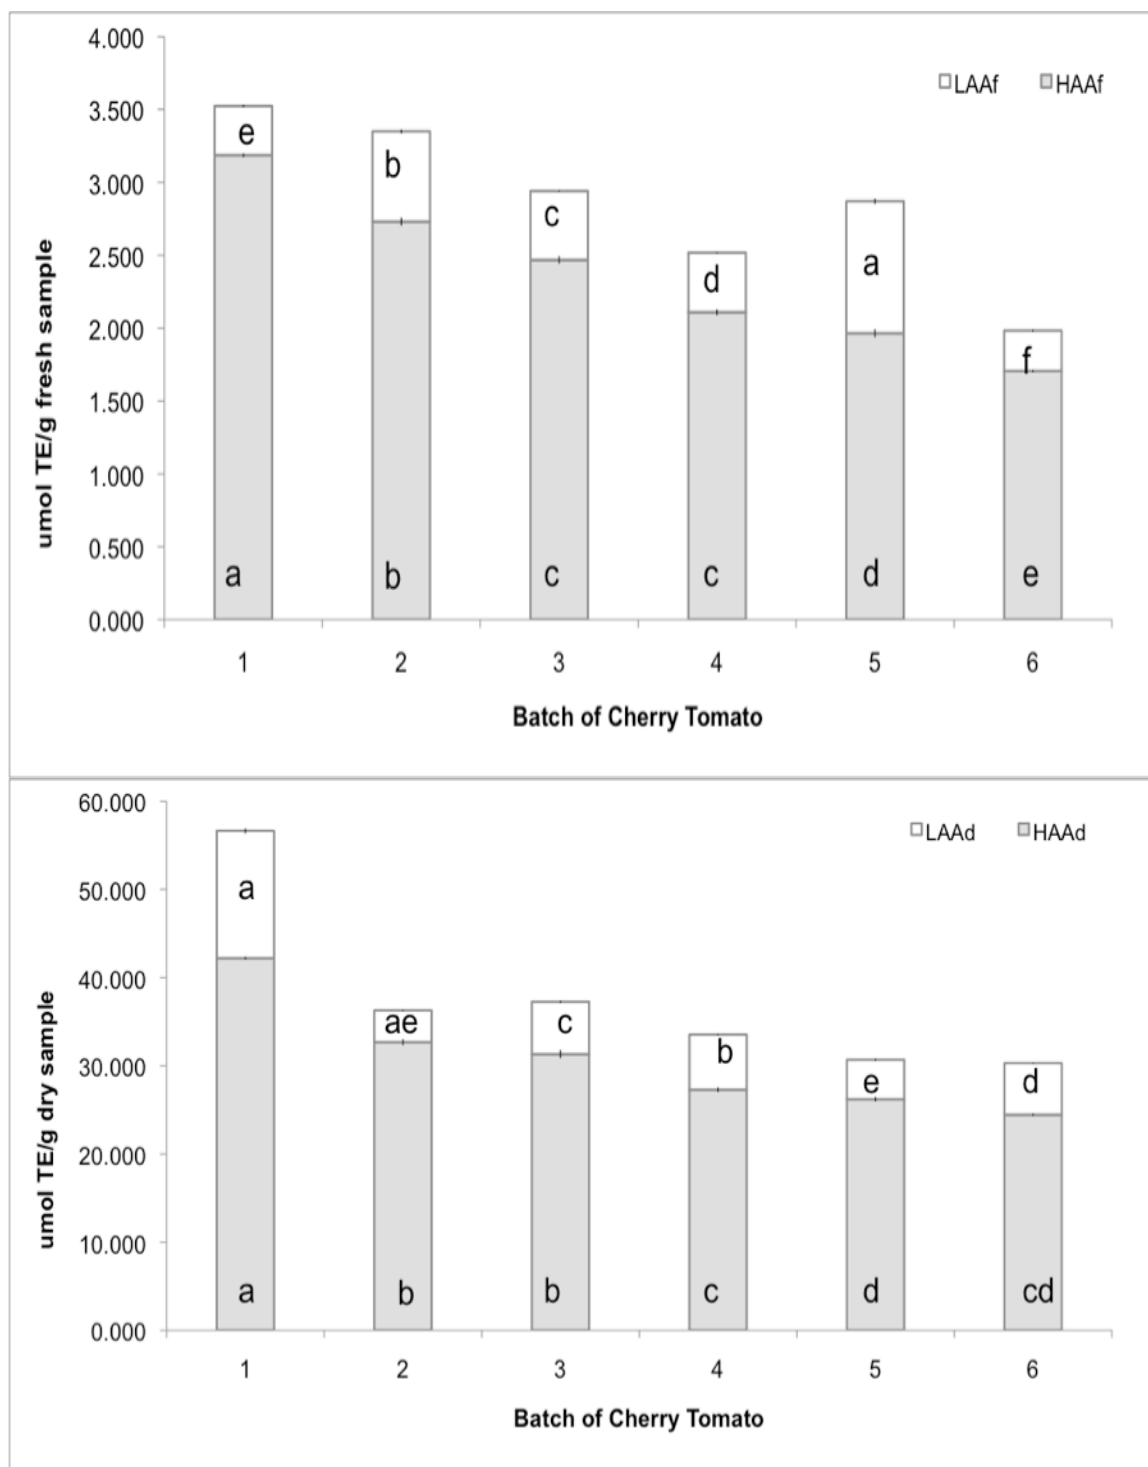 4.000
LAAf HAAf
3.500
e
b
3.000
c
2.500
a
d
2.000
f
1.500
1.000
0.500
a b c c d e
0.000
1 2 3 4 5 6
umol TE/g fresh sample
Batch of Cherry Tomato
60.000
LAAd HAAd
50.000
a
40.000
ae c
b
30.000
e d
20.000
10.000
a b b c d cd
0.000
1 2 3 4 5 6
umol TE/g dry sample
Batch of Cherry Tomato